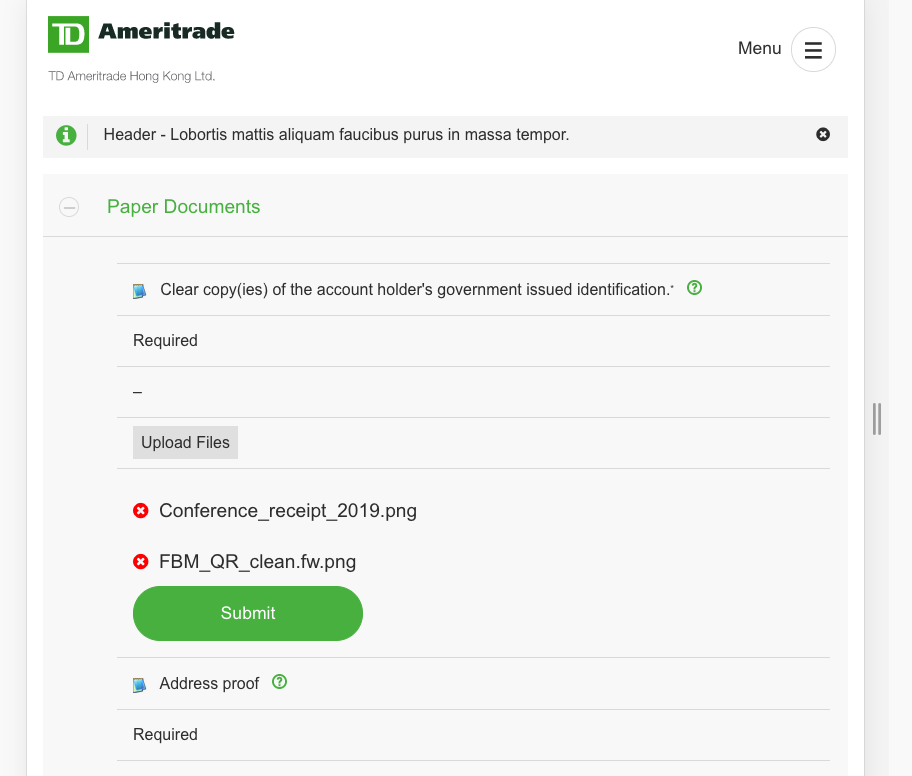 TD Ameritrade
TD Ameritrade Hong Kong Ltd.
Menu
Header - Lobortis mattis aliquam faucibus purus in massa tempor.
Paper Documents
Clear copy(ies) of the account holder's government issued identification.*
Required
–
Upload Files
Conference_receipt_2019.png
FBM_QR_clean.fw.png
Submit
Address proof
Required